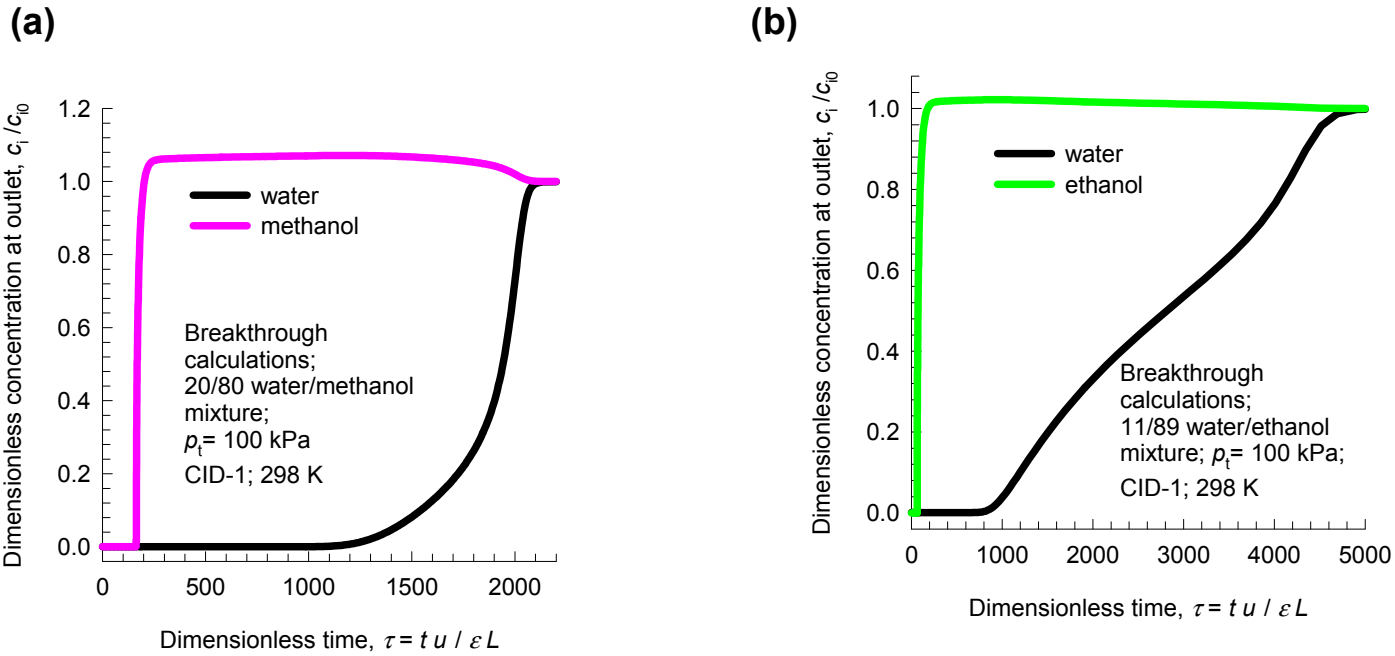 (a)
Dimensionless concentration at outlet, cᵢ /cᵢ₀
1.2
1.0
0.8
0.6
0.4
0.2
0.0
water
methanol
Breakthrough
calculations;
20/80 water/methanol
mixture;
pₜ= 100 kPa
CID-1; 298 K
0
500
1000
1500
2000
Dimensionless time, τ = t u / ε L
(b)
Dimensionless concentration at outlet, cᵢ /cᵢ₀
1.0
0.8
0.6
0.4
0.2
0.0
water
ethanol
Breakthrough
calculations;
11/89 water/ethanol
mixture; pₜ= 100 kPa;
CID-1; 298 K
0
1000
2000
3000
4000
5000
Dimensionless time, τ = t u / ε L